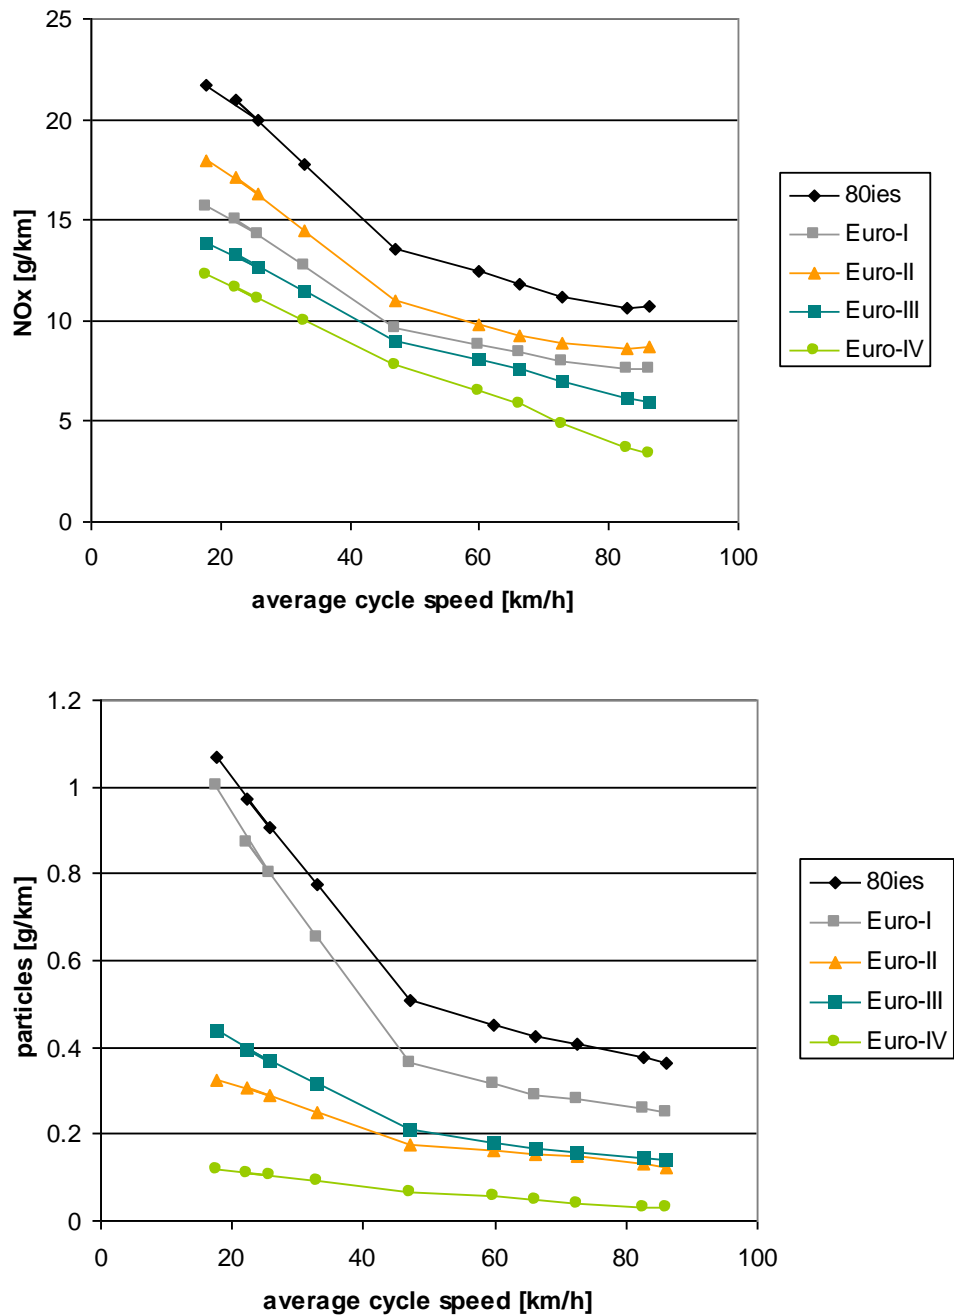 25
20
15
10
5
0
NOx [g/km]
0 20 40 60 80 100
average cycle speed [km/h]
80ies
Euro-I
Euro-II
Euro-III
Euro-IV
1.2
1
0.8
0.6
0.4
0.2
0
particles [g/km]
0 20 40 60 80 100
average cycle speed [km/h]
80ies
Euro-I
Euro-II
Euro-III
Euro-IV